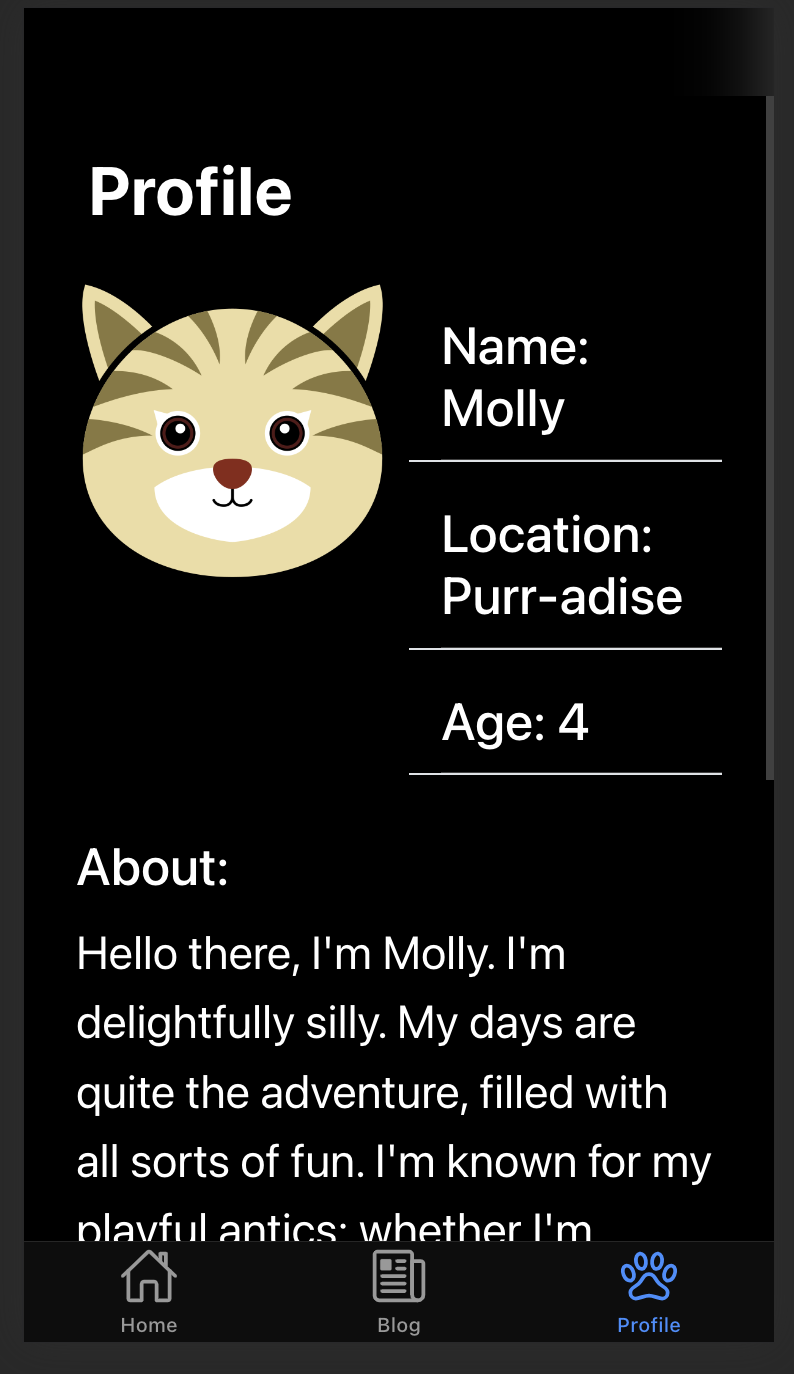 Profile
Name:
Molly
Location:
Purr-adise
Age: 4
About:
Hello there, I'm Molly. I'm
delightfully silly. My days are
quite the adventure, filled with
all sorts of fun. I'm known for my
playful antics; whether I'm
Home
Blog
Profile